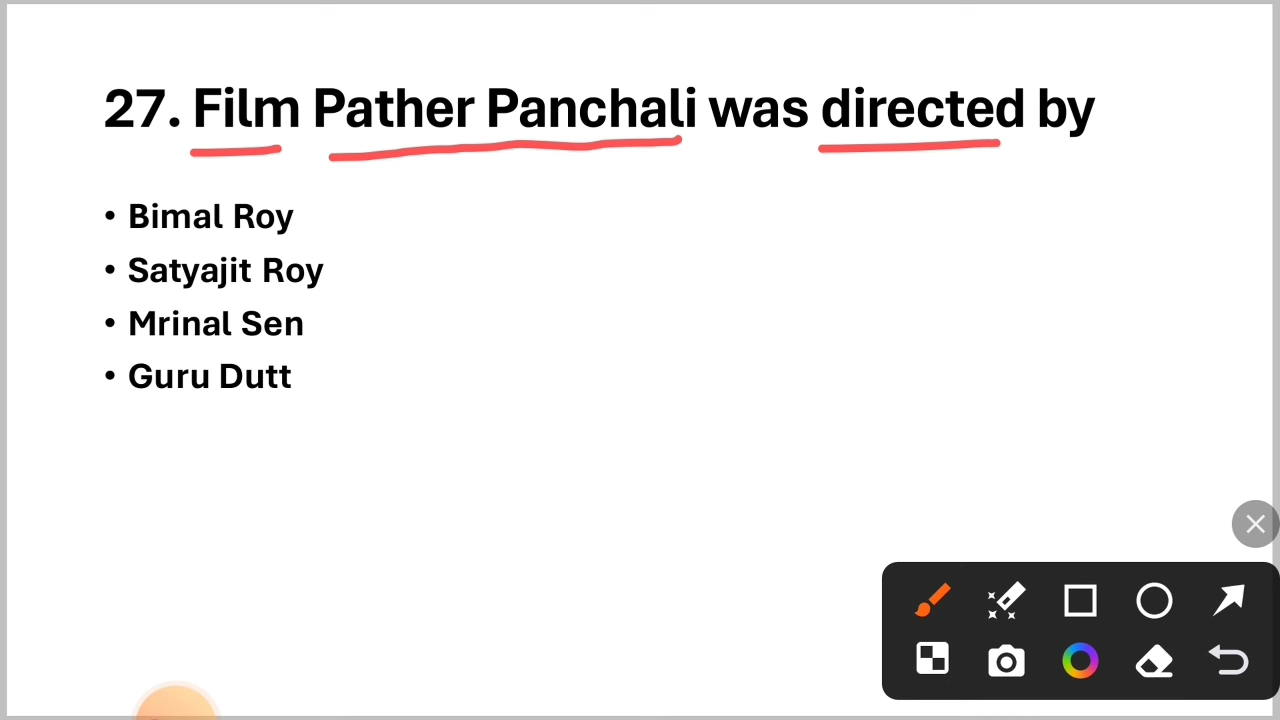 27. Film Pather Panchali was directed by
• Bimal Roy
• Satyajit Roy
• Mrinal Sen
• Guru Dutt